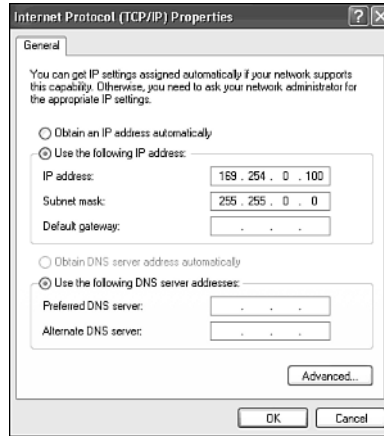 Internet Protocol (TCP/IP) Properties
General
You can get IP settings assigned automatically if your network supports
this capability. Otherwise, you need to ask your network administrator for
the appropriate IP settings.
Obtain an IP address automatically
Use the following IP address:
IP address: 169 . 254 . 0 . 100
Subnet mask: 255 . 255 . 0 . 0
Default gateway: . . .
Obtain DNS server address automatically
Use the following DNS server addresses:
Preferred DNS server: . . .
Alternate DNS server: . . .
Advanced...
OK Cancel